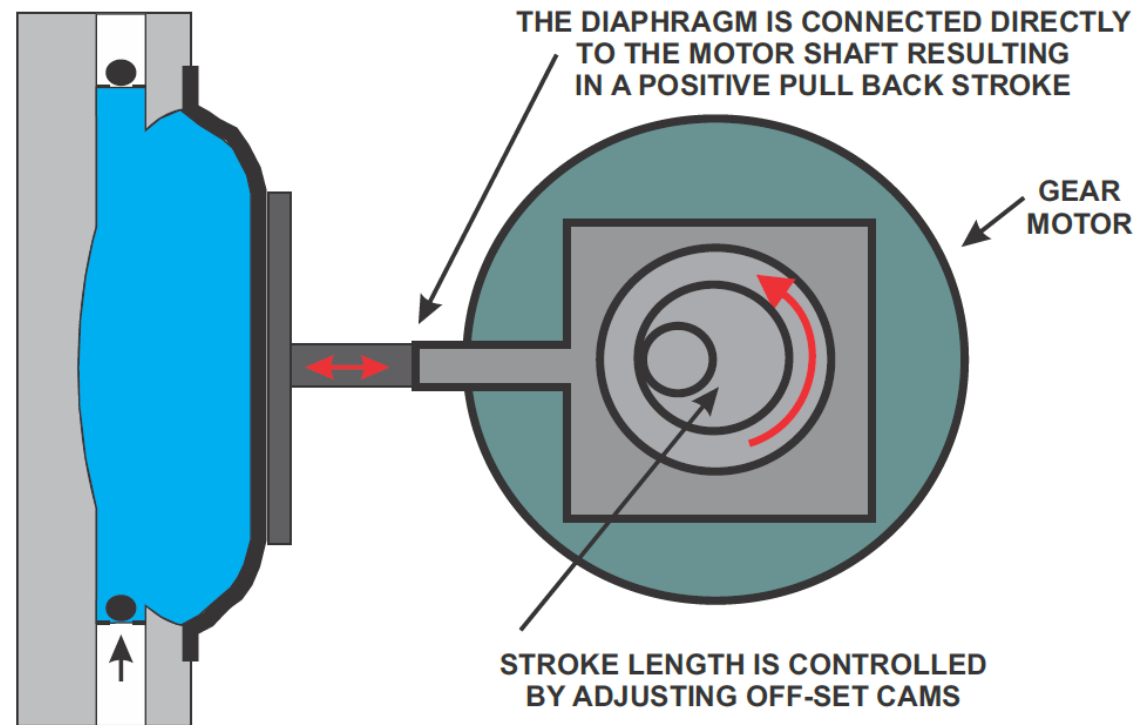 THE DIAPHRAGM IS CONNECTED DIRECTLY
TO THE MOTOR SHAFT RESULTING
IN A POSITIVE PULL BACK STROKE
GEAR
MOTOR
STROKE LENGTH IS CONTROLLED
BY ADJUSTING OFF-SET CAMS